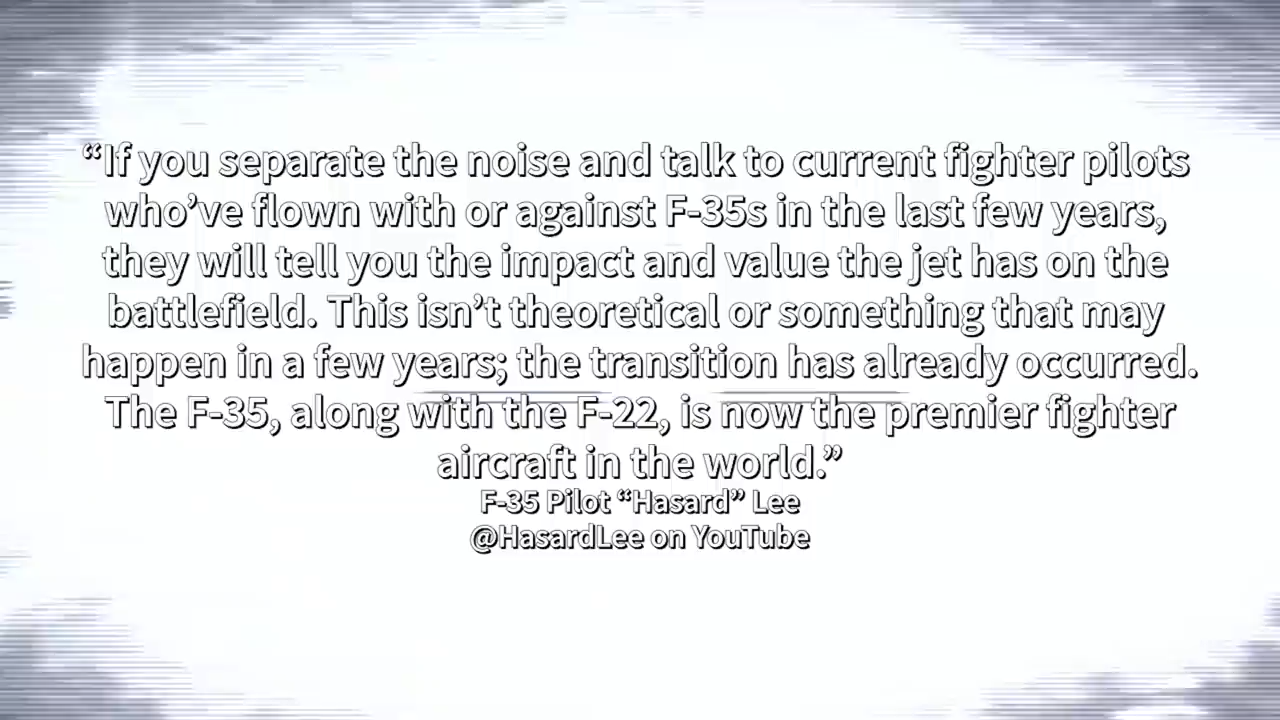 “If you separate the noise and talk to current fighter pilots
who’ve flown with or against F-35s in the last few years,
they will tell you the impact and value the jet has on the
battlefield. This isn’t theoretical or something that may
happen in a few years; the transition has already occurred.
The F-35, along with the F-22, is now the premier fighter
aircraft in the world.”
F-35 Pilot “Hasard” Lee
@HasardLee on YouTube